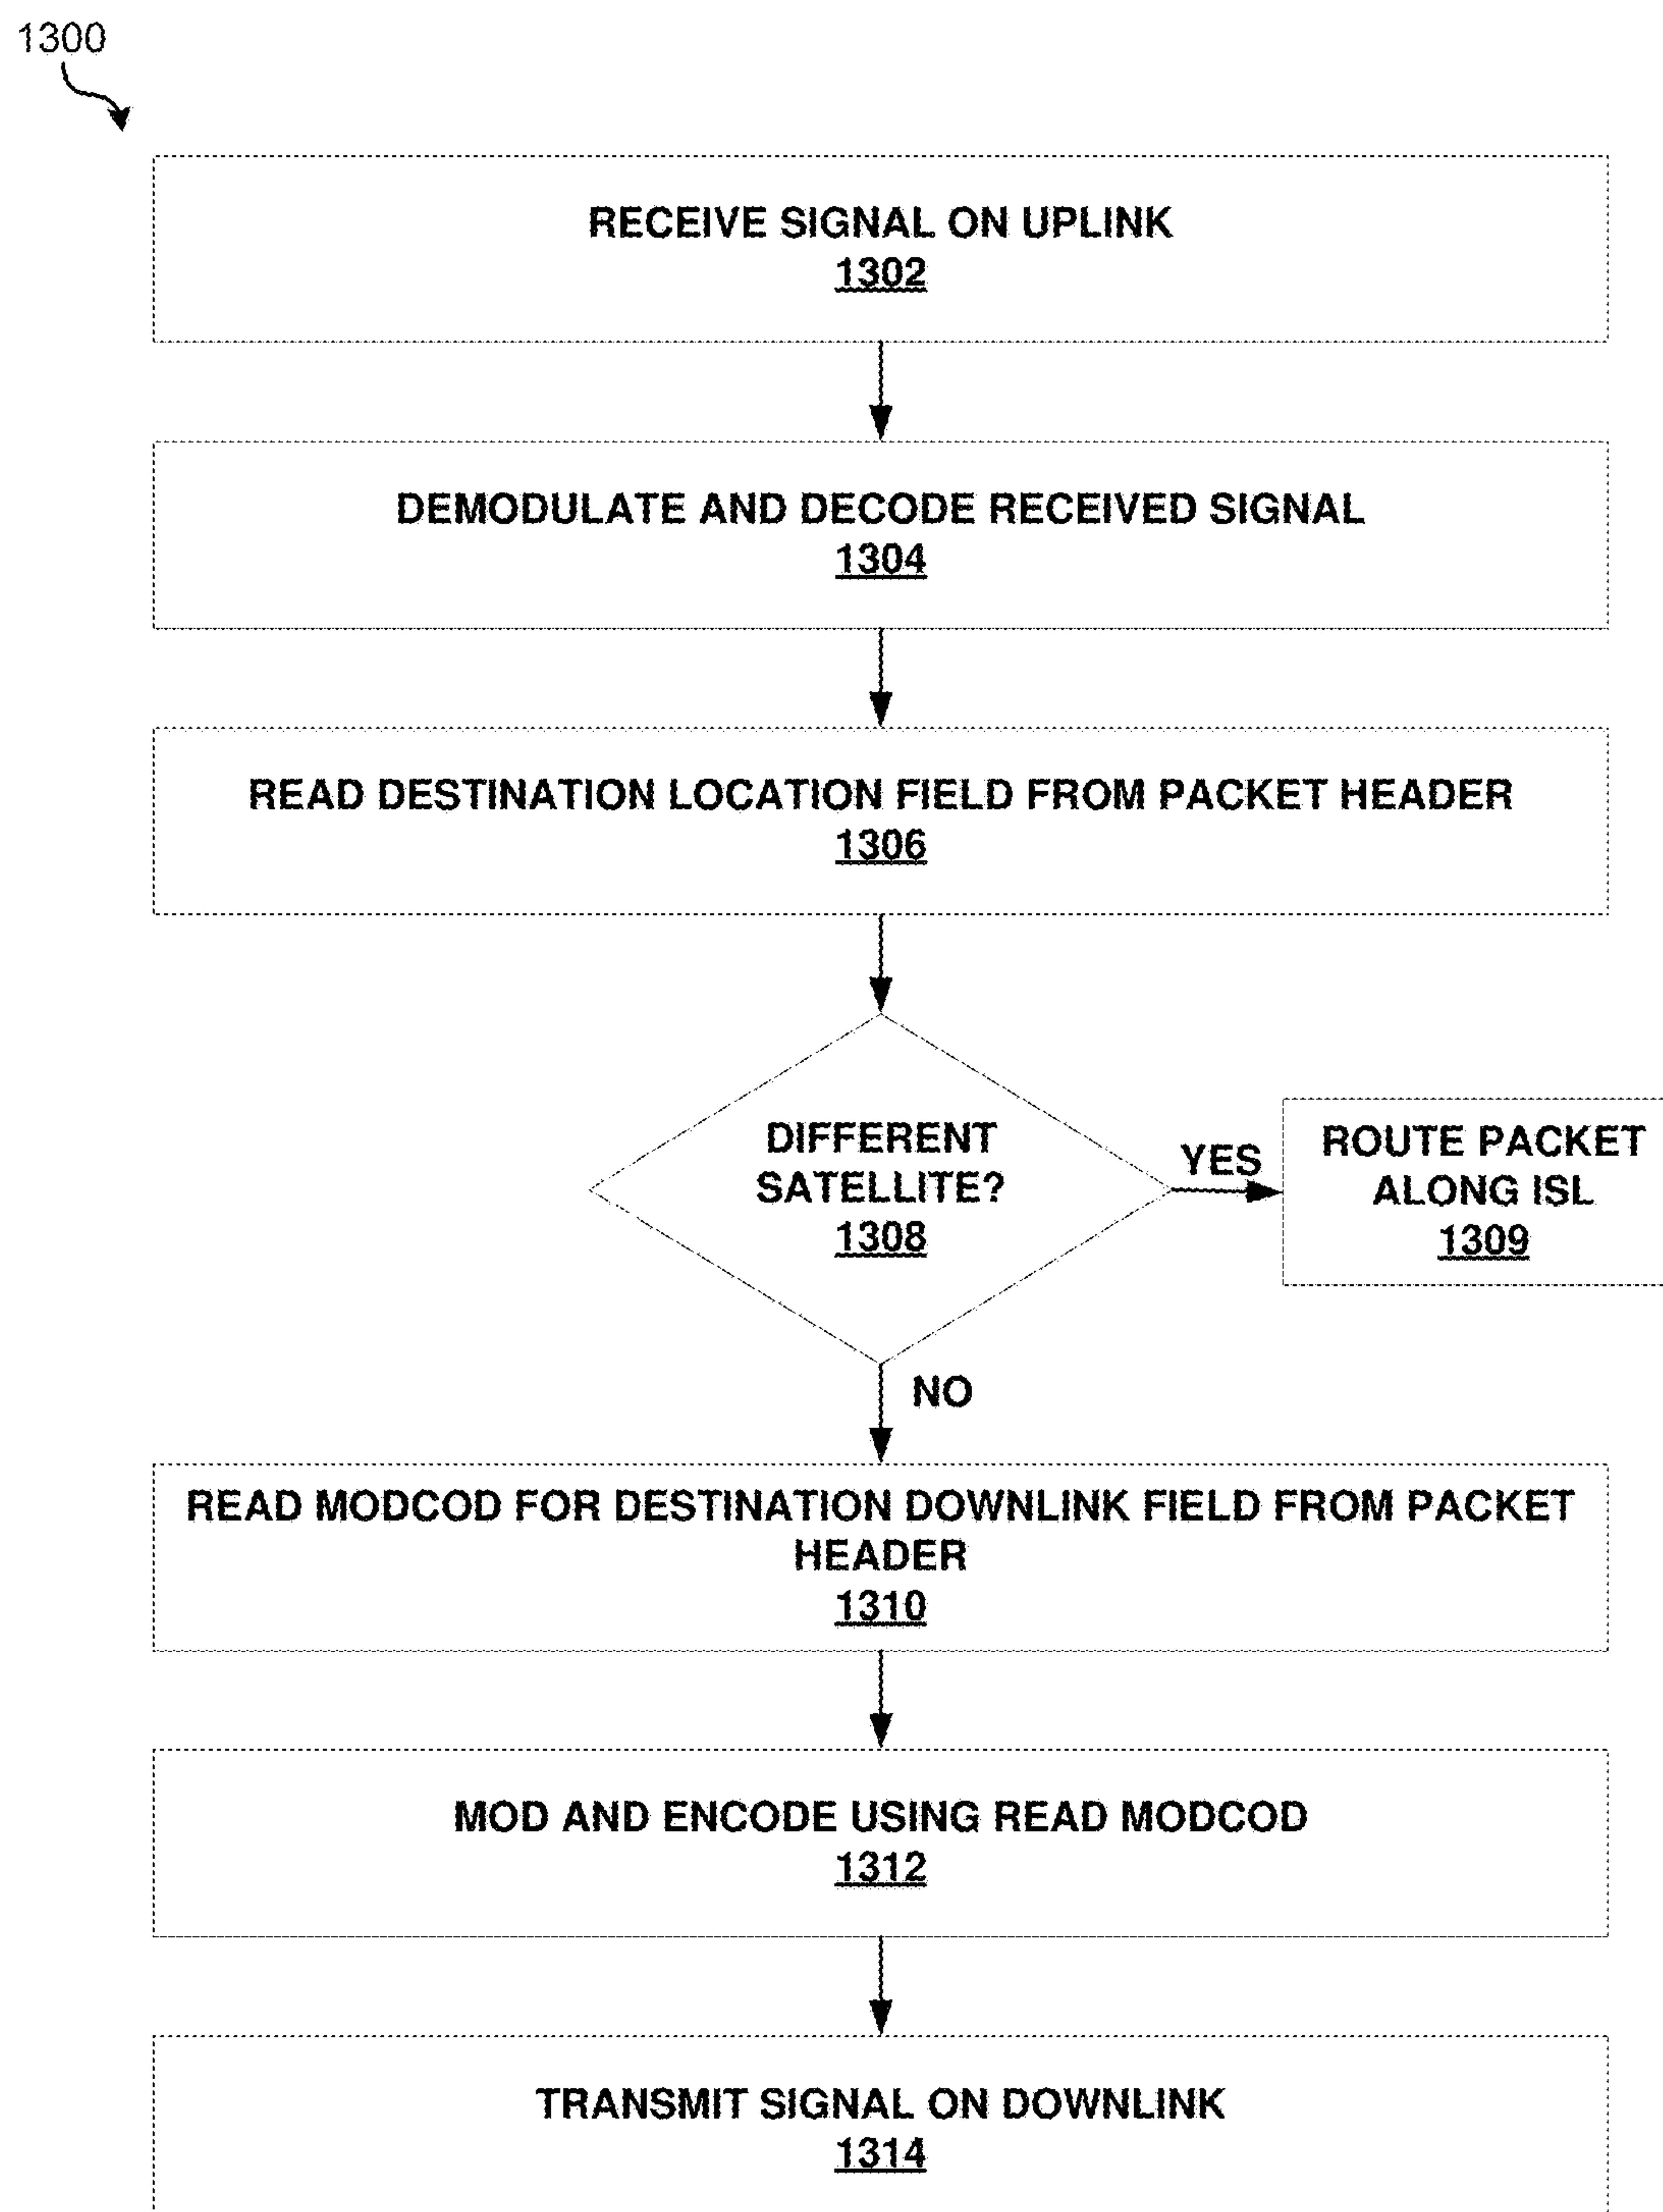 1300
RECEIVE SIGNAL ON UPLINK
1302
DEMODULATE AND DECODE RECEIVED SIGNAL
1304
READ DESTINATION LOCATION FIELD FROM PACKET HEADER
1306
DIFFERENT
SATELLITE?
1308
YES
ROUTE PACKET
ALONG ISL
1309
NO
READ MODCOD FOR DESTINATION DOWNLINK FIELD FROM PACKET
HEADER
1310
MOD AND ENCODE USING READ MODCOD
1312
TRANSMIT SIGNAL ON DOWNLINK
1314